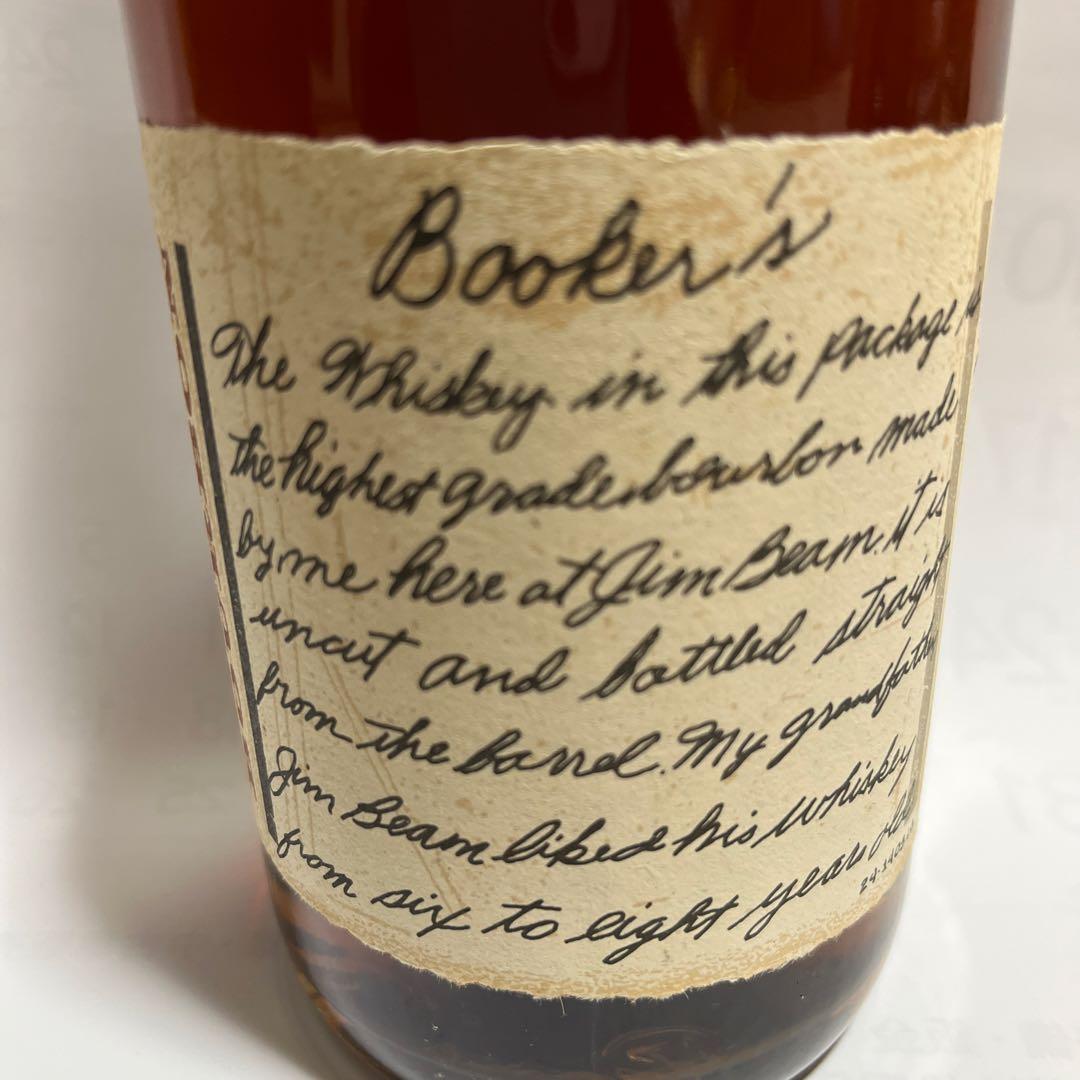 Booker's
The Whiskey in this package is
the highest grade bourbon made
by me here at Jim Beam. It is
uncut and bottled straight
from the barrel. My grandfather
Jim Beam liked his Whiskey
from six to eight years old.